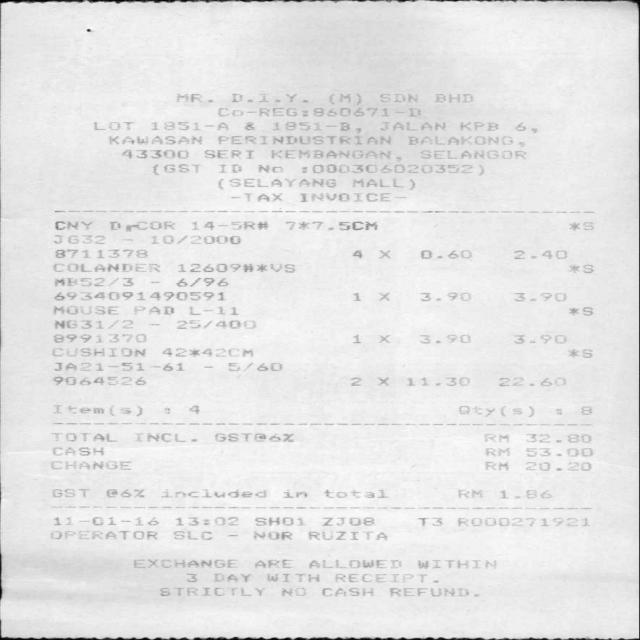 MR. D.I.Y. (M) SDN BHD
CO-REG:860671-D
LOT 1851-A & 1851-B, JALAN KPB 6,
KAWASAN PERINDUSTRIAN BALAKONG,
43300 SERI KEMBANGAN, SELANGOR
(GST ID No :000306020352)
(SELAYANG MALL)
-TAX INVOICE-
CNY D,COR 14-5R# 7*7.5CM *S
JG32 - 10/2000
8711378 4 X 0.60 2.40
COLANDER 12609##*VS *S
MB52/3 - 6/96
6934091490591 1 X 3.90 3.90
MOUSE PAD L-11 *S
NG31/2 - 25/400
8991370 1 X 3.90 3.90
CUSHION 42*42CM *S
JA21-51-61 - 5/60
9064526 2 X 11.30 22.60
Item(s) : 4 Qty(s) : 8
TOTAL INCL. GST@6% RM 32.80
CASH RM 53.00
CHANGE RM 20.20
GST @6% included in total RM 1.86
11-01-16 13:02 SH01 ZJ08 T3 R000271921
OPERATOR SLC - NOR RUZITA
EXCHANGE ARE ALLOWED WITHIN
3 DAY WITH RECEIPT.
STRICTLY NO CASH REFUND.